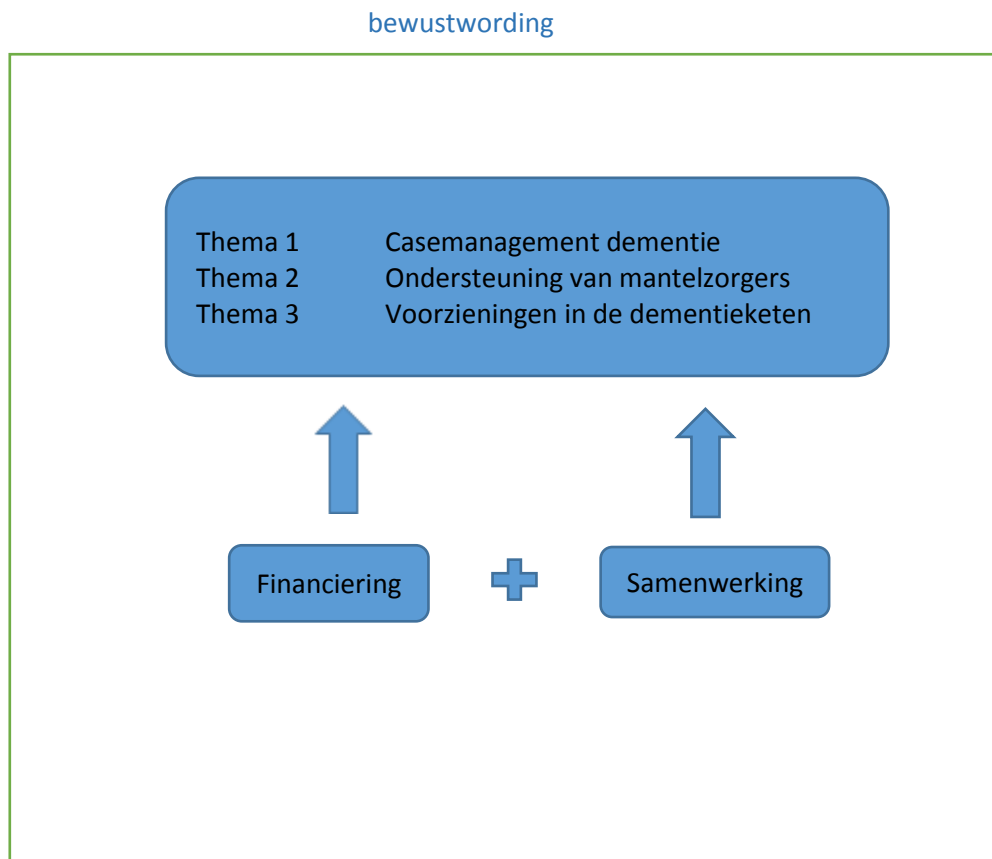 bewustwording
Thema 1 Casemanagement dementie
Thema 2 Ondersteuning van mantelzorgers
Thema 3 Voorzieningen in de dementieketen
Financiering
Samenwerking